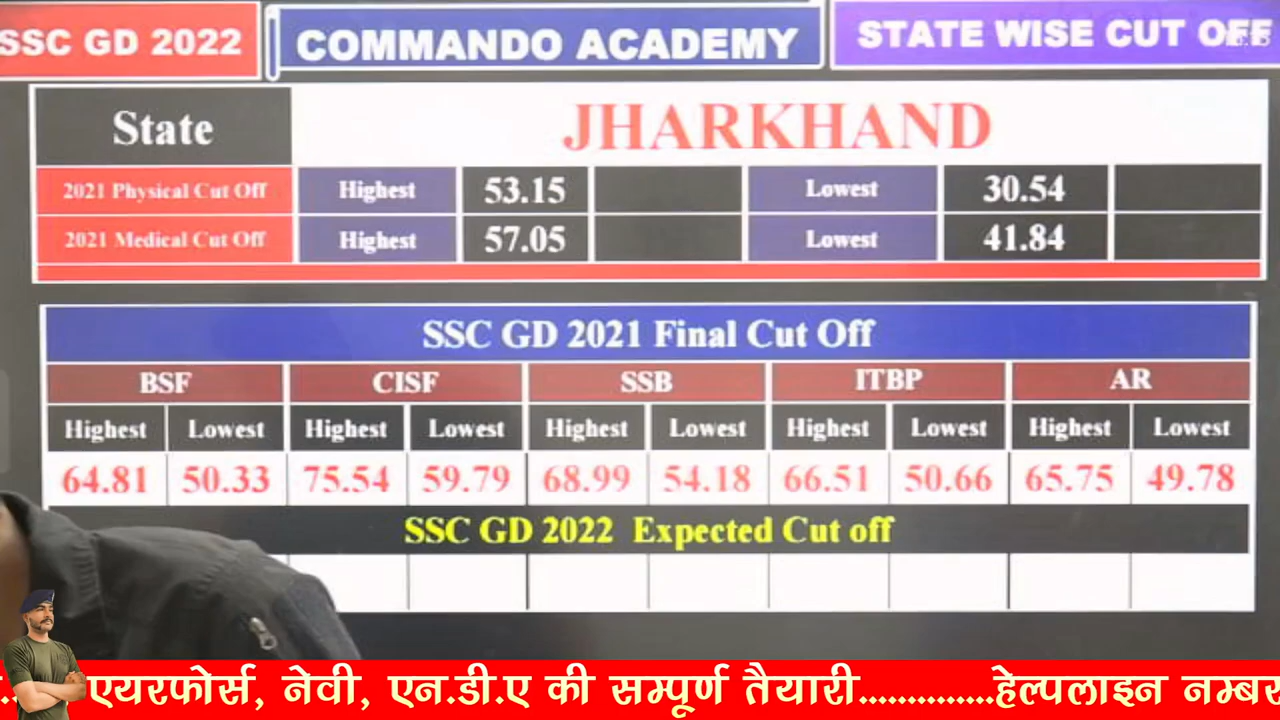 SSC GD 2022 COMMANDO ACADEMY STATE WISE CUT OFF
State JHARKHAND
2021 Physical Cut Off Highest 53.15 Lowest 30.54
2021 Medical Cut Off Highest 57.05 Lowest 41.84
SSC GD 2021 Final Cut Off
BSF CISF SSB ITBP AR
Highest Lowest Highest Lowest Highest Lowest Highest Lowest Highest Lowest
64.81 50.33 75.54 59.79 68.99 54.18 66.51 50.66 65.75 49.78
SSC GD 2022 Expected Cut off
एयरफोर्स, नेवी, एन.डी.ए की सम्पूर्ण तैयारी..............हेल्पलाइन नम्बर